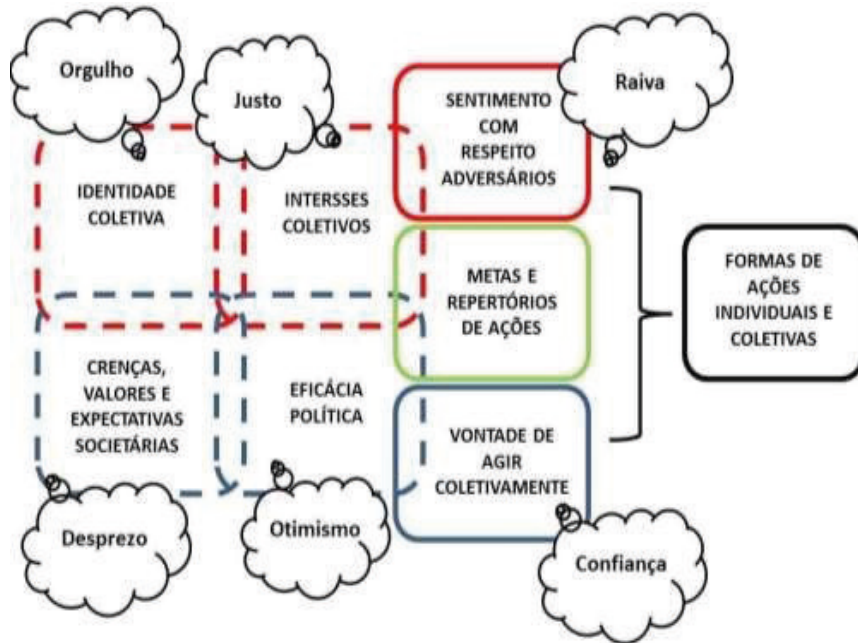 Orgulho
Justo
Raiva
IDENTIDADE
COLETIVA
INTERSSES
COLETIVOS
SENTIMENTO
COM
RESPEITO
ADVERSÁRIOS
METAS E
REPERTÓRIOS
DE AÇÕES
FORMAS DE
AÇÕES
INDIVIDUAIS E
COLETIVAS
CRENÇAS,
VALORES E
EXPECTATIVAS
SOCIETÁRIAS
EFICÁCIA
POLÍTICA
VONTADE DE
AGIR
COLETIVAMENTE
Desprezo
Otimismo
Confiança